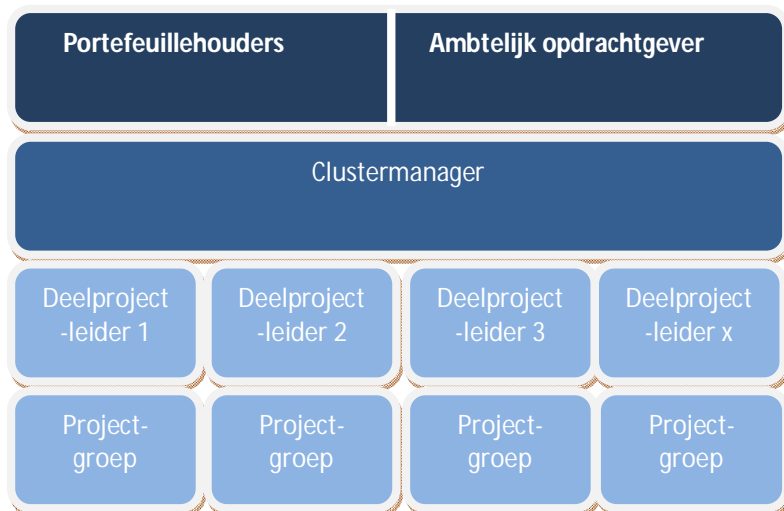 Portefeuillehouders
Ambtelijk opdrachtgever
Clustermanager
Deelproject
-leider 1
Deelproject
-leider 2
Deelproject
-leider 3
Deelproject
-leider x
Project-
groep
Project-
groep
Project-
groep
Project-
groep